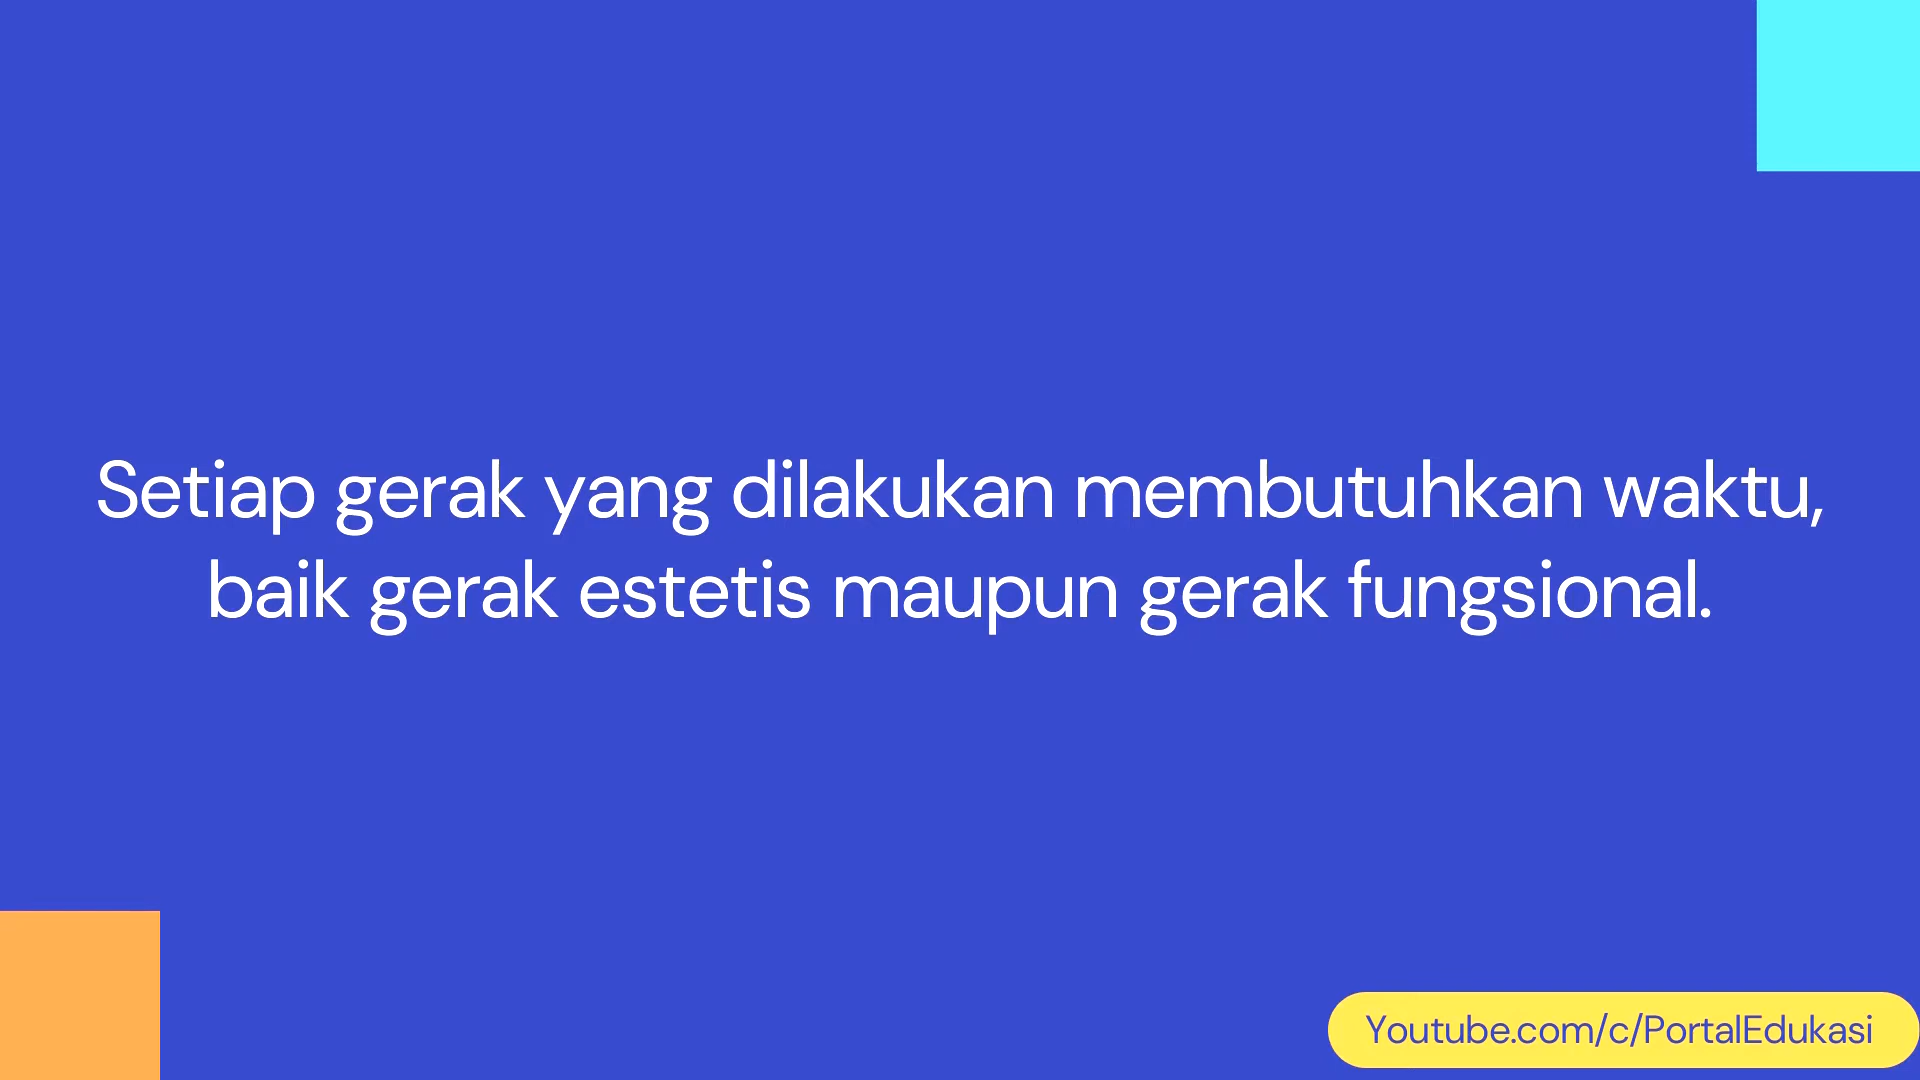 Setiap gerak yang dilakukan membutuhkan waktu,
baik gerak estetis maupun gerak fungsional.
Youtube.com/c/PortalEdukasi